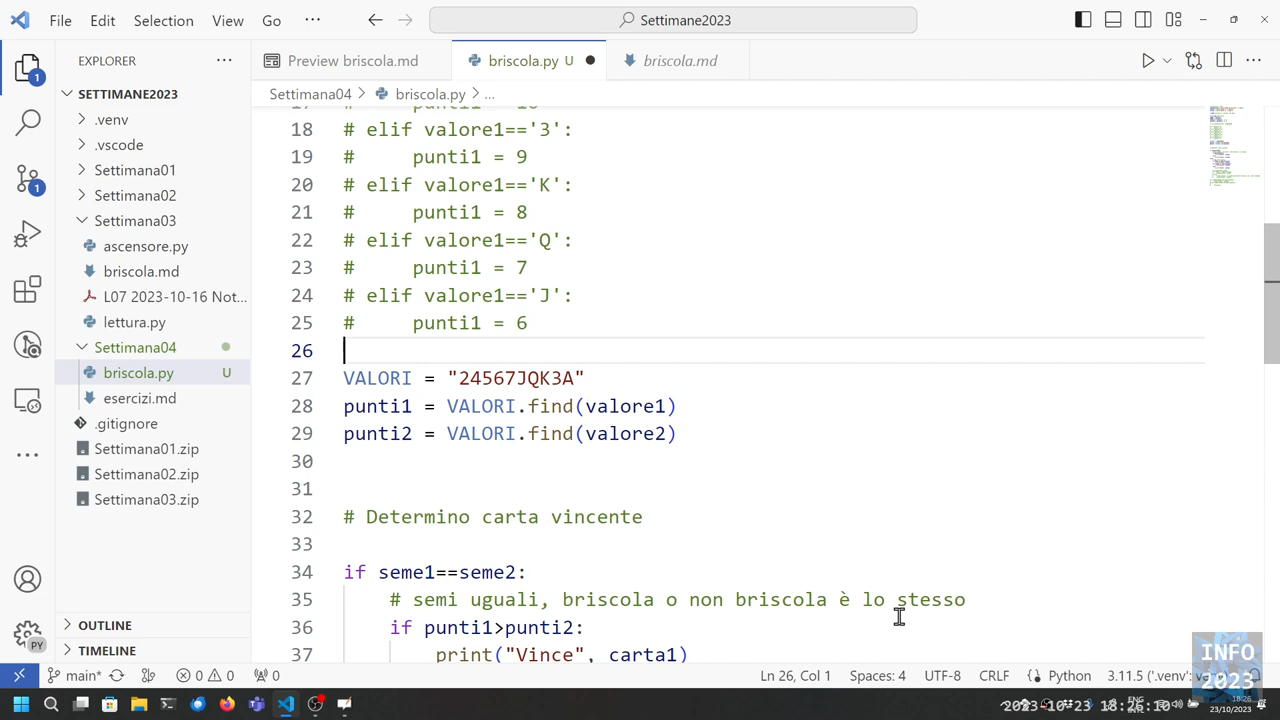 File Edit Selection View Go ··· Settimane2023
EXPLORER ···
Preview briscola.md
briscola.py U
briscola.md
SETTIMANE2023
Settimana04 > briscola.py > ...
.venv
.vscode
Settimana01
Settimana02
Settimana03
ascensore.py
briscola.md
L07 2023-10-16 Not...
lettura.py
Settimana04
briscola.py U
esercizi.md
.gitignore
Settimana01.zip
Settimana02.zip
Settimana03.zip
OUTLINE
TIMELINE
1
1
PY
18 # elif valore1=='3':
19 #     punti1 = 9
20 # elif valore1=='K':
21 #     punti1 = 8
22 # elif valore1=='Q':
23 #     punti1 = 7
24 # elif valore1=='J':
25 #     punti1 = 6
26
27 VALORI = "24567JQK3A"
28 punti1 = VALORI.find(valore1)
29 punti2 = VALORI.find(valore2)
30
31
32 # Determino carta vincente
33
34 if seme1==seme2:
35     # semi uguali, briscola o non briscola è lo stesso
36     if punti1>punti2:
37         print("Vince", carta1)
INFO
2023
main* 0 0 0 Ln 26, Col 1 Spaces: 4 UTF-8 CRLF Python 3.11.5 ('.venv': v
2023-10-23 18:26:10
ENG
18:26
23/10/2023